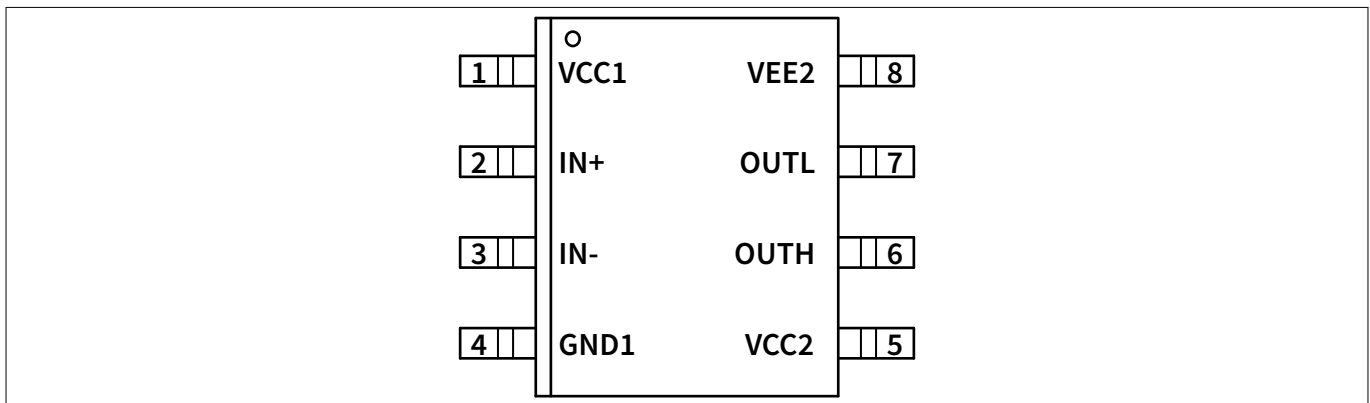 1 VCC1 VEE2 8
2 IN+ OUTL 7
3 IN- OUTH 6
4 GND1 VCC2 5